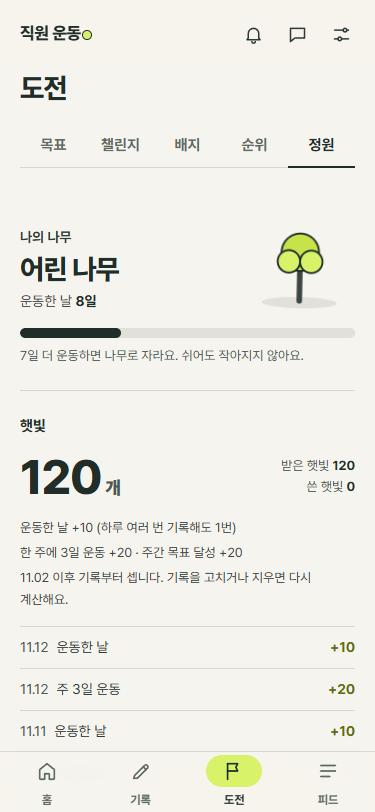 직원 운동
도전
목표 챌린지 배지 순위 정원
나의 나무
어린 나무
운동한 날 8일
7일 더 운동하면 나무로 자라요. 쉬어도 작아지지 않아요.
햇빛
120개
받은 햇빛 120
쓴 햇빛 0
운동한 날 +10 (하루 여러 번 기록해도 1번)
한 주에 3일 운동 +20 · 주간 목표 달성 +20
11.02 이후 기록부터 셉니다. 기록을 고치거나 지우면 다시
계산해요.
11.12 운동한 날 +10
11.12 주 3일 운동 +20
11.11 운동한 날 +10
홈 기록 도전 피드